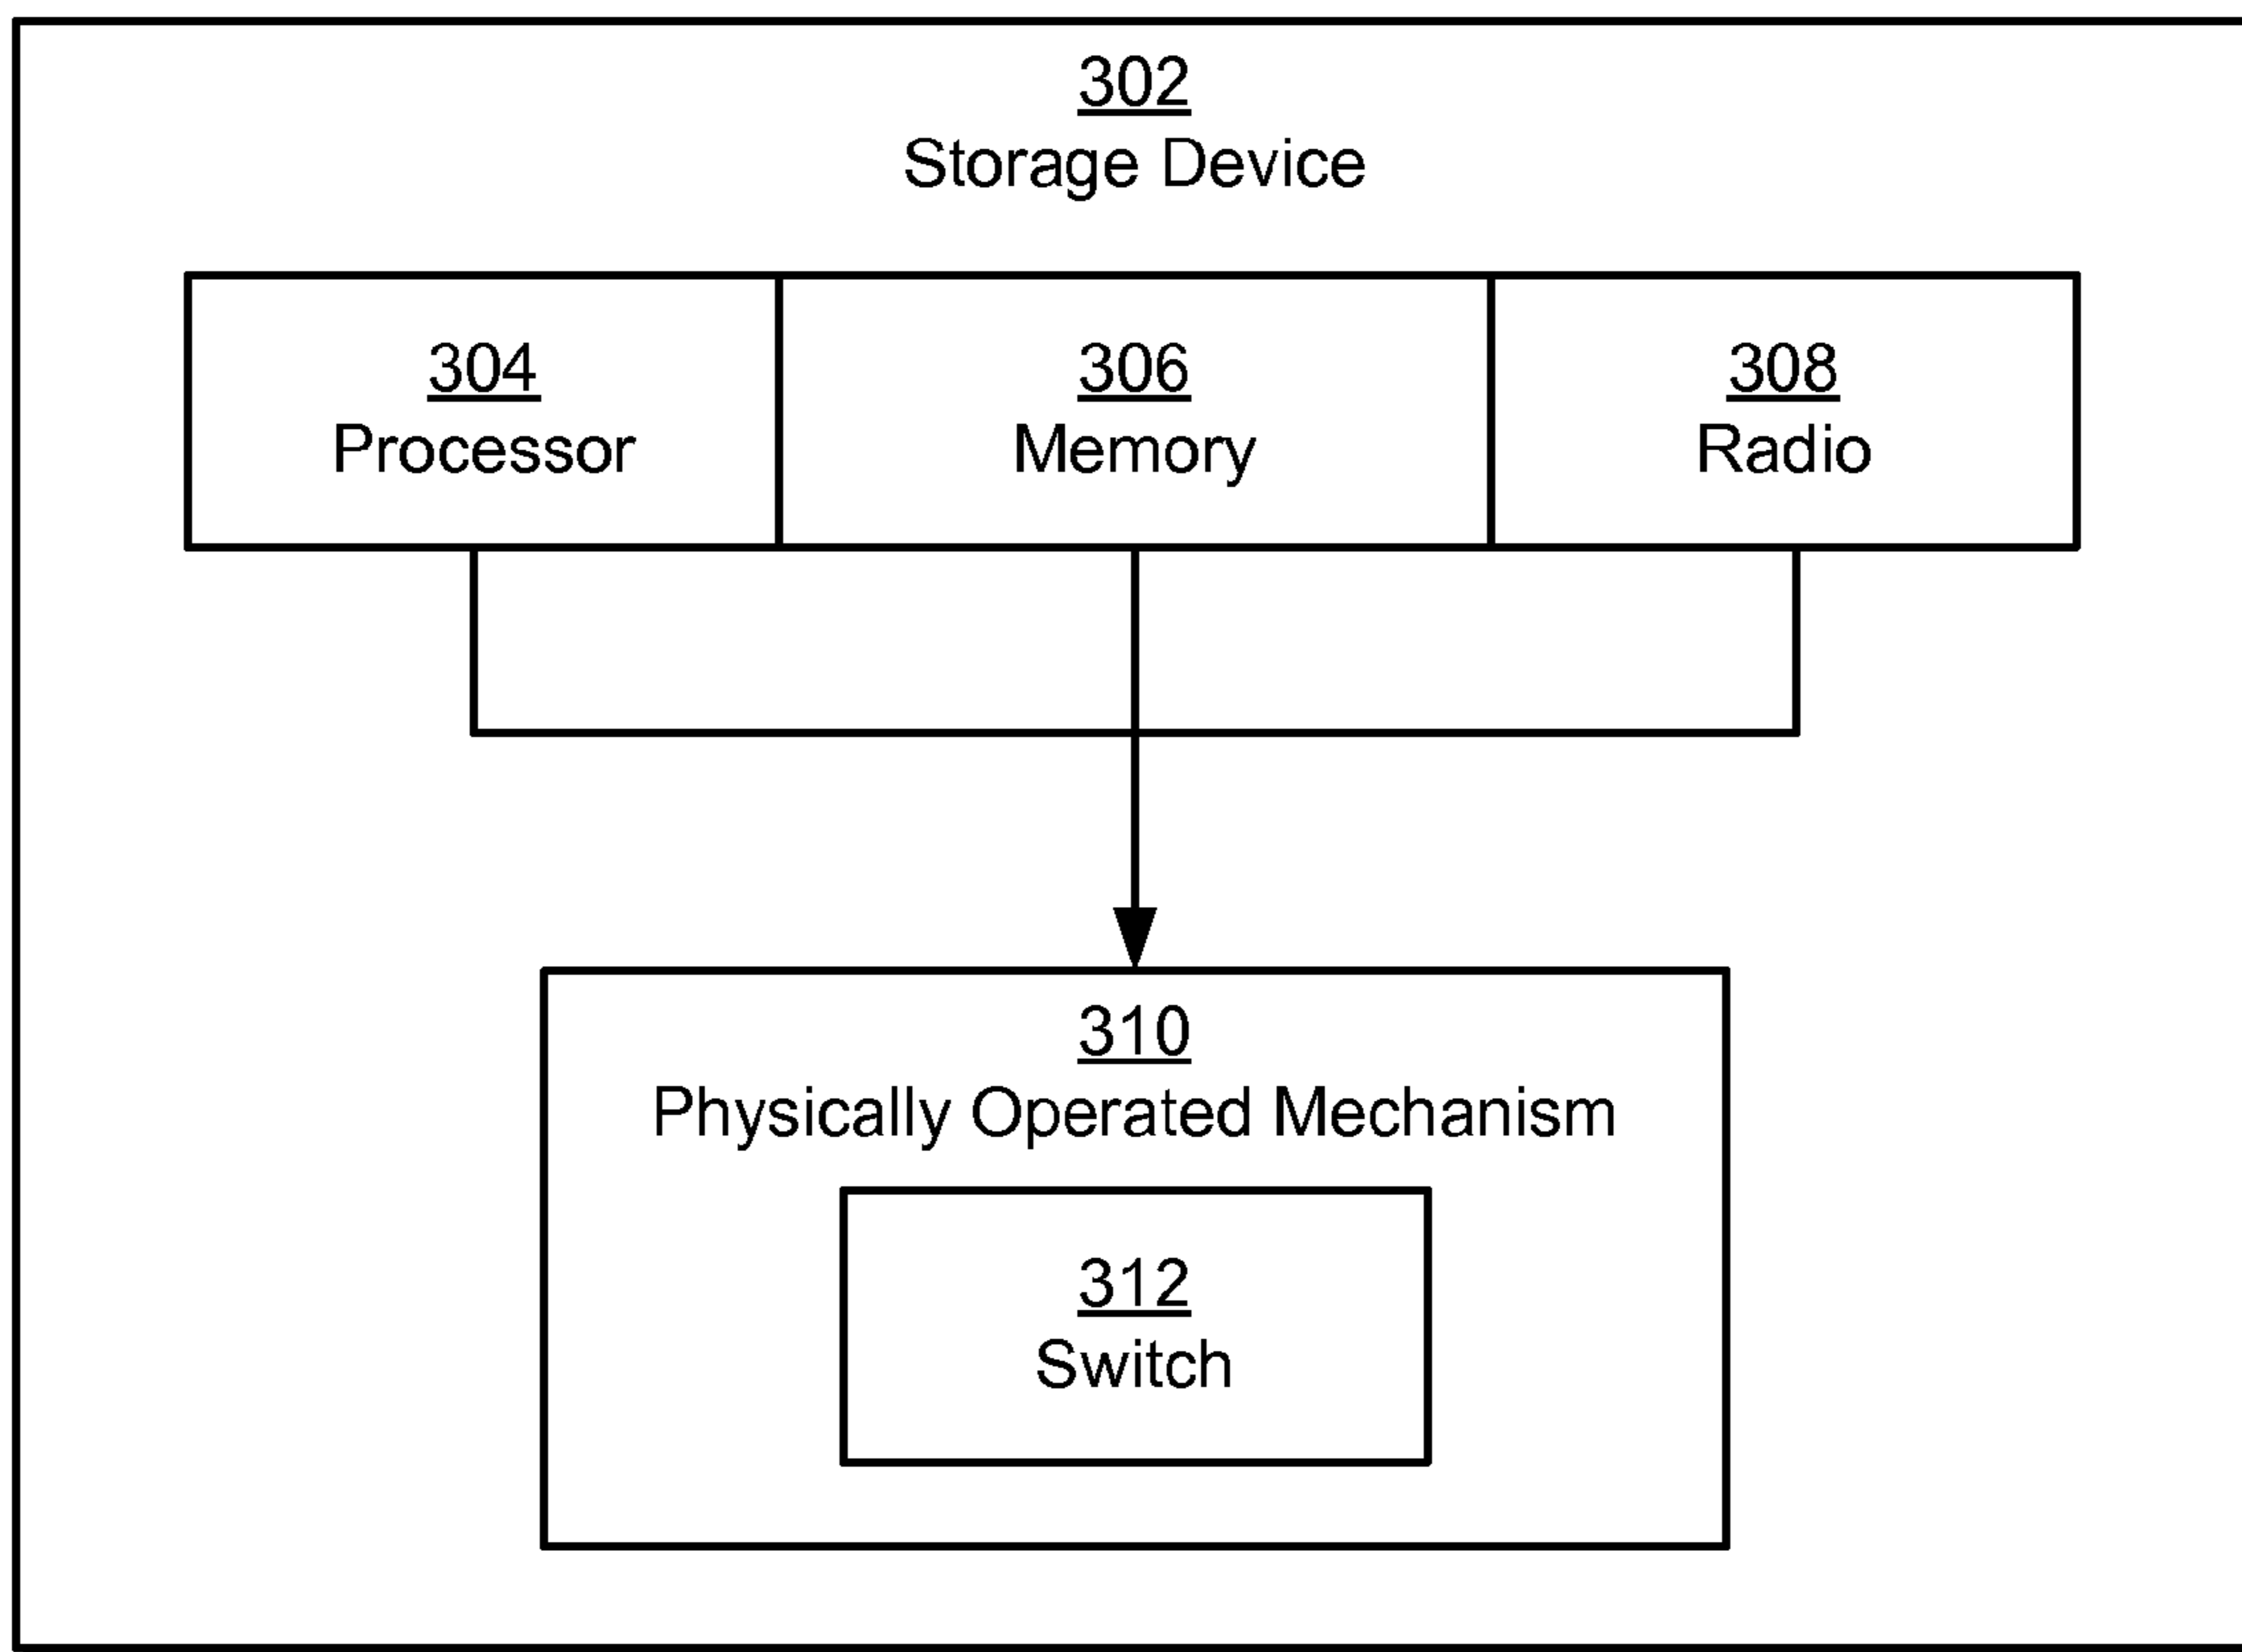 302
Storage Device
304
Processor
306
Memory
308
Radio
310
Physically Operated Mechanism
312
Switch